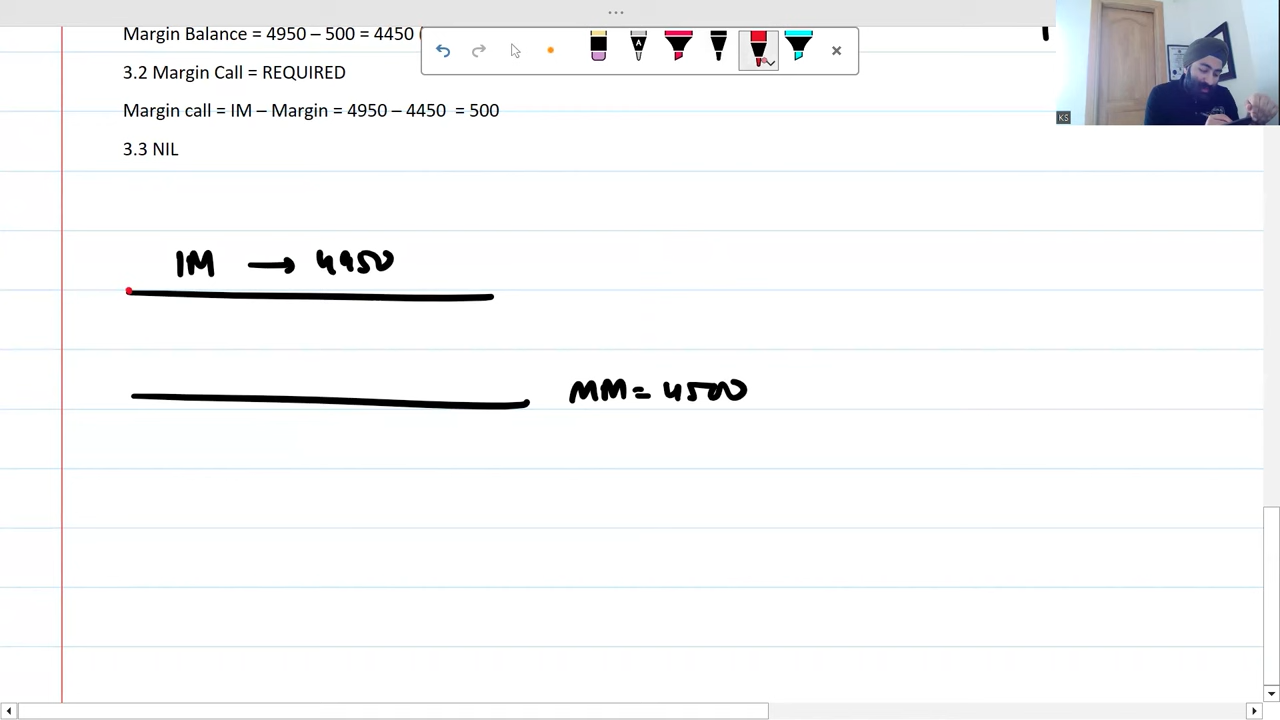 Margin Balance = 4950 – 500 = 4450
3.2 Margin Call = REQUIRED
Margin call = IM – Margin = 4950 – 4450 = 500
3.3 NIL
IM → 4950
MM = 4500
KS